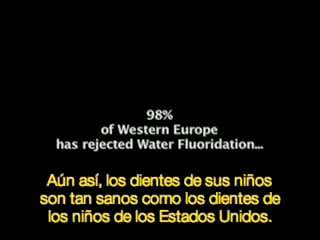 98%
of Western Europe
has rejected Water Fluoridation...
Aún así, los dientes de sus niños
son tan sanos como los dientes de
los niños de los Estados Unidos.